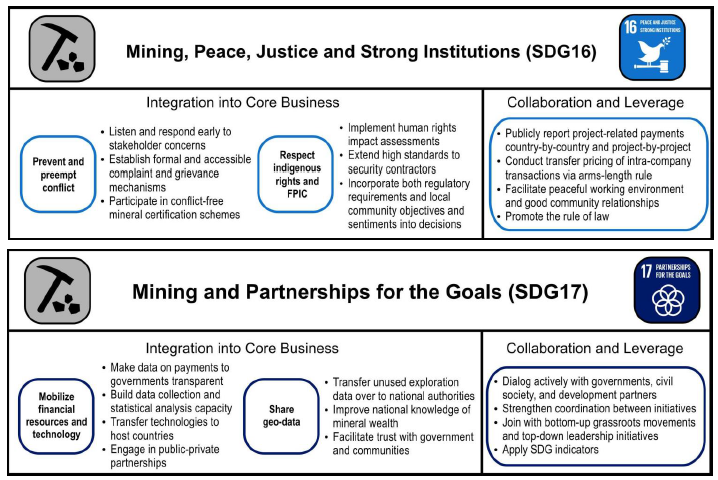 Mining, Peace, Justice and Strong Institutions (SDG16)
16 PEACE AND JUSTICE
STRONG INSTITUTIONS
Integration into Core Business
Prevent and
preempt
conflict
• Listen and respond early to
stakeholder concerns
• Establish formal and accessible
complaint and grievance
mechanisms
• Participate in conflict-free
mineral certification schemes
Respect
indigenous
rights and
FPIC
• Implement human rights
impact assessments
• Extend high standards to
security contractors
• Incorporate both regulatory
requirements and local
community objectives and
sentiments into decisions
Collaboration and Leverage
• Publicly report project-related payments
country-by-country and project-by-project
• Conduct transfer pricing of intra-company
transactions via arms-length rule
• Facilitate peaceful working environment
and good community relationships
• Promote the rule of law
Mining and Partnerships for the Goals (SDG17)
17 PARTNERSHIPS
FOR THE GOALS
Integration into Core Business
Mobilize
financial
resources and
technology
• Make data on payments to
governments transparent
• Build data collection and
statistical analysis capacity
• Transfer technologies to
host countries
• Engage in public-private
partnerships
Share
geo-data
• Transfer unused exploration
data over to national authorities
• Improve national knowledge of
mineral wealth
• Facilitate trust with government
and communities
Collaboration and Leverage
• Dialog actively with governments, civil
society, and development partners
• Strengthen coordination between initiatives
• Join with bottom-up grassroots movements
and top-down leadership initiatives
• Apply SDG indicators